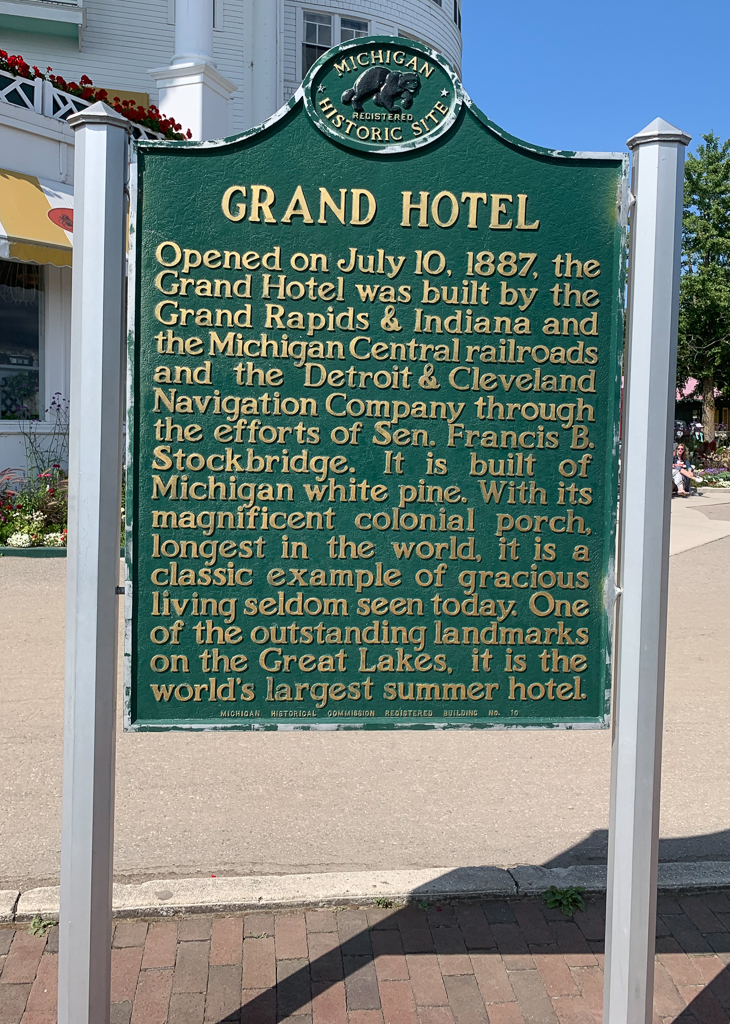 MICHIGAN
REGISTERED
HISTORIC SITE
GRAND HOTEL
Opened on July 10, 1887, the
Grand Hotel was built by the
Grand Rapids & Indiana and
the Michigan Central railroads
and the Detroit & Cleveland
Navigation Company through
the efforts of Sen. Francis B.
Stockbridge. It is built of
Michigan white pine. With its
magnificent colonial porch,
longest in the world, it is a
classic example of gracious
living seldom seen today. One
of the outstanding landmarks
on the Great Lakes, it is the
world's largest summer hotel.
MICHIGAN HISTORICAL COMMISSION REGISTERED BUILDING NO. 10